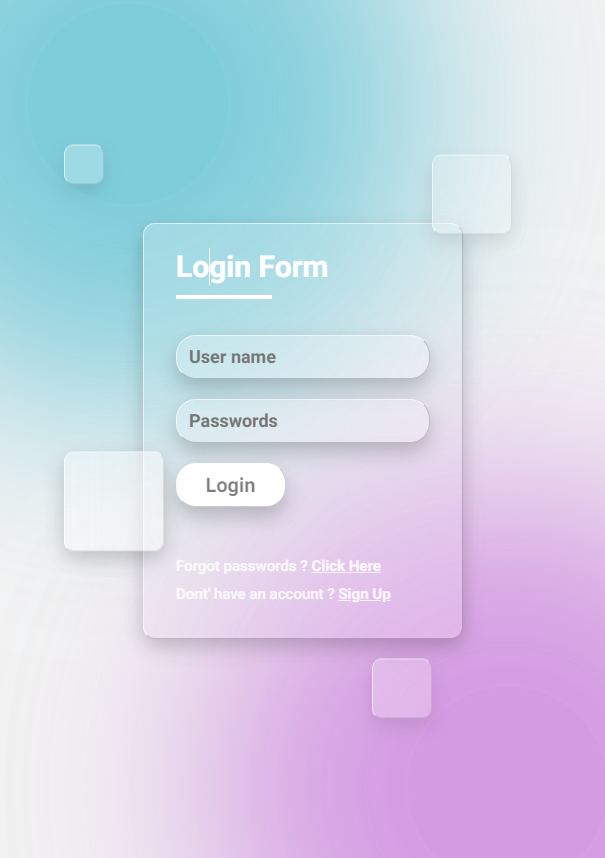 Login Form
User name
Passwords
Login
Forgot passwords ? Click Here
Dont' have an account ? Sign Up